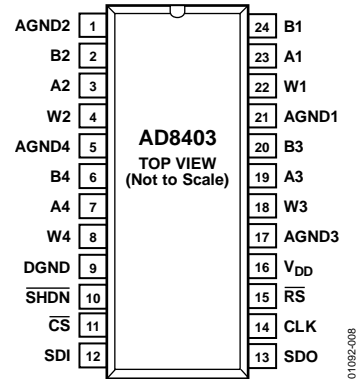 AGND2 1
B2 2
A2 3
W2 4
AGND4 5
B4 6
A4 7
W4 8
DGND 9
SHDN 10
CS 11
SDI 12
AD8403
TOP VIEW
(Not to Scale)
24 B1
23 A1
22 W1
21 AGND1
20 B3
19 A3
18 W3
17 AGND3
16 VDD
15 RS
14 CLK
13 SDO
01092-008